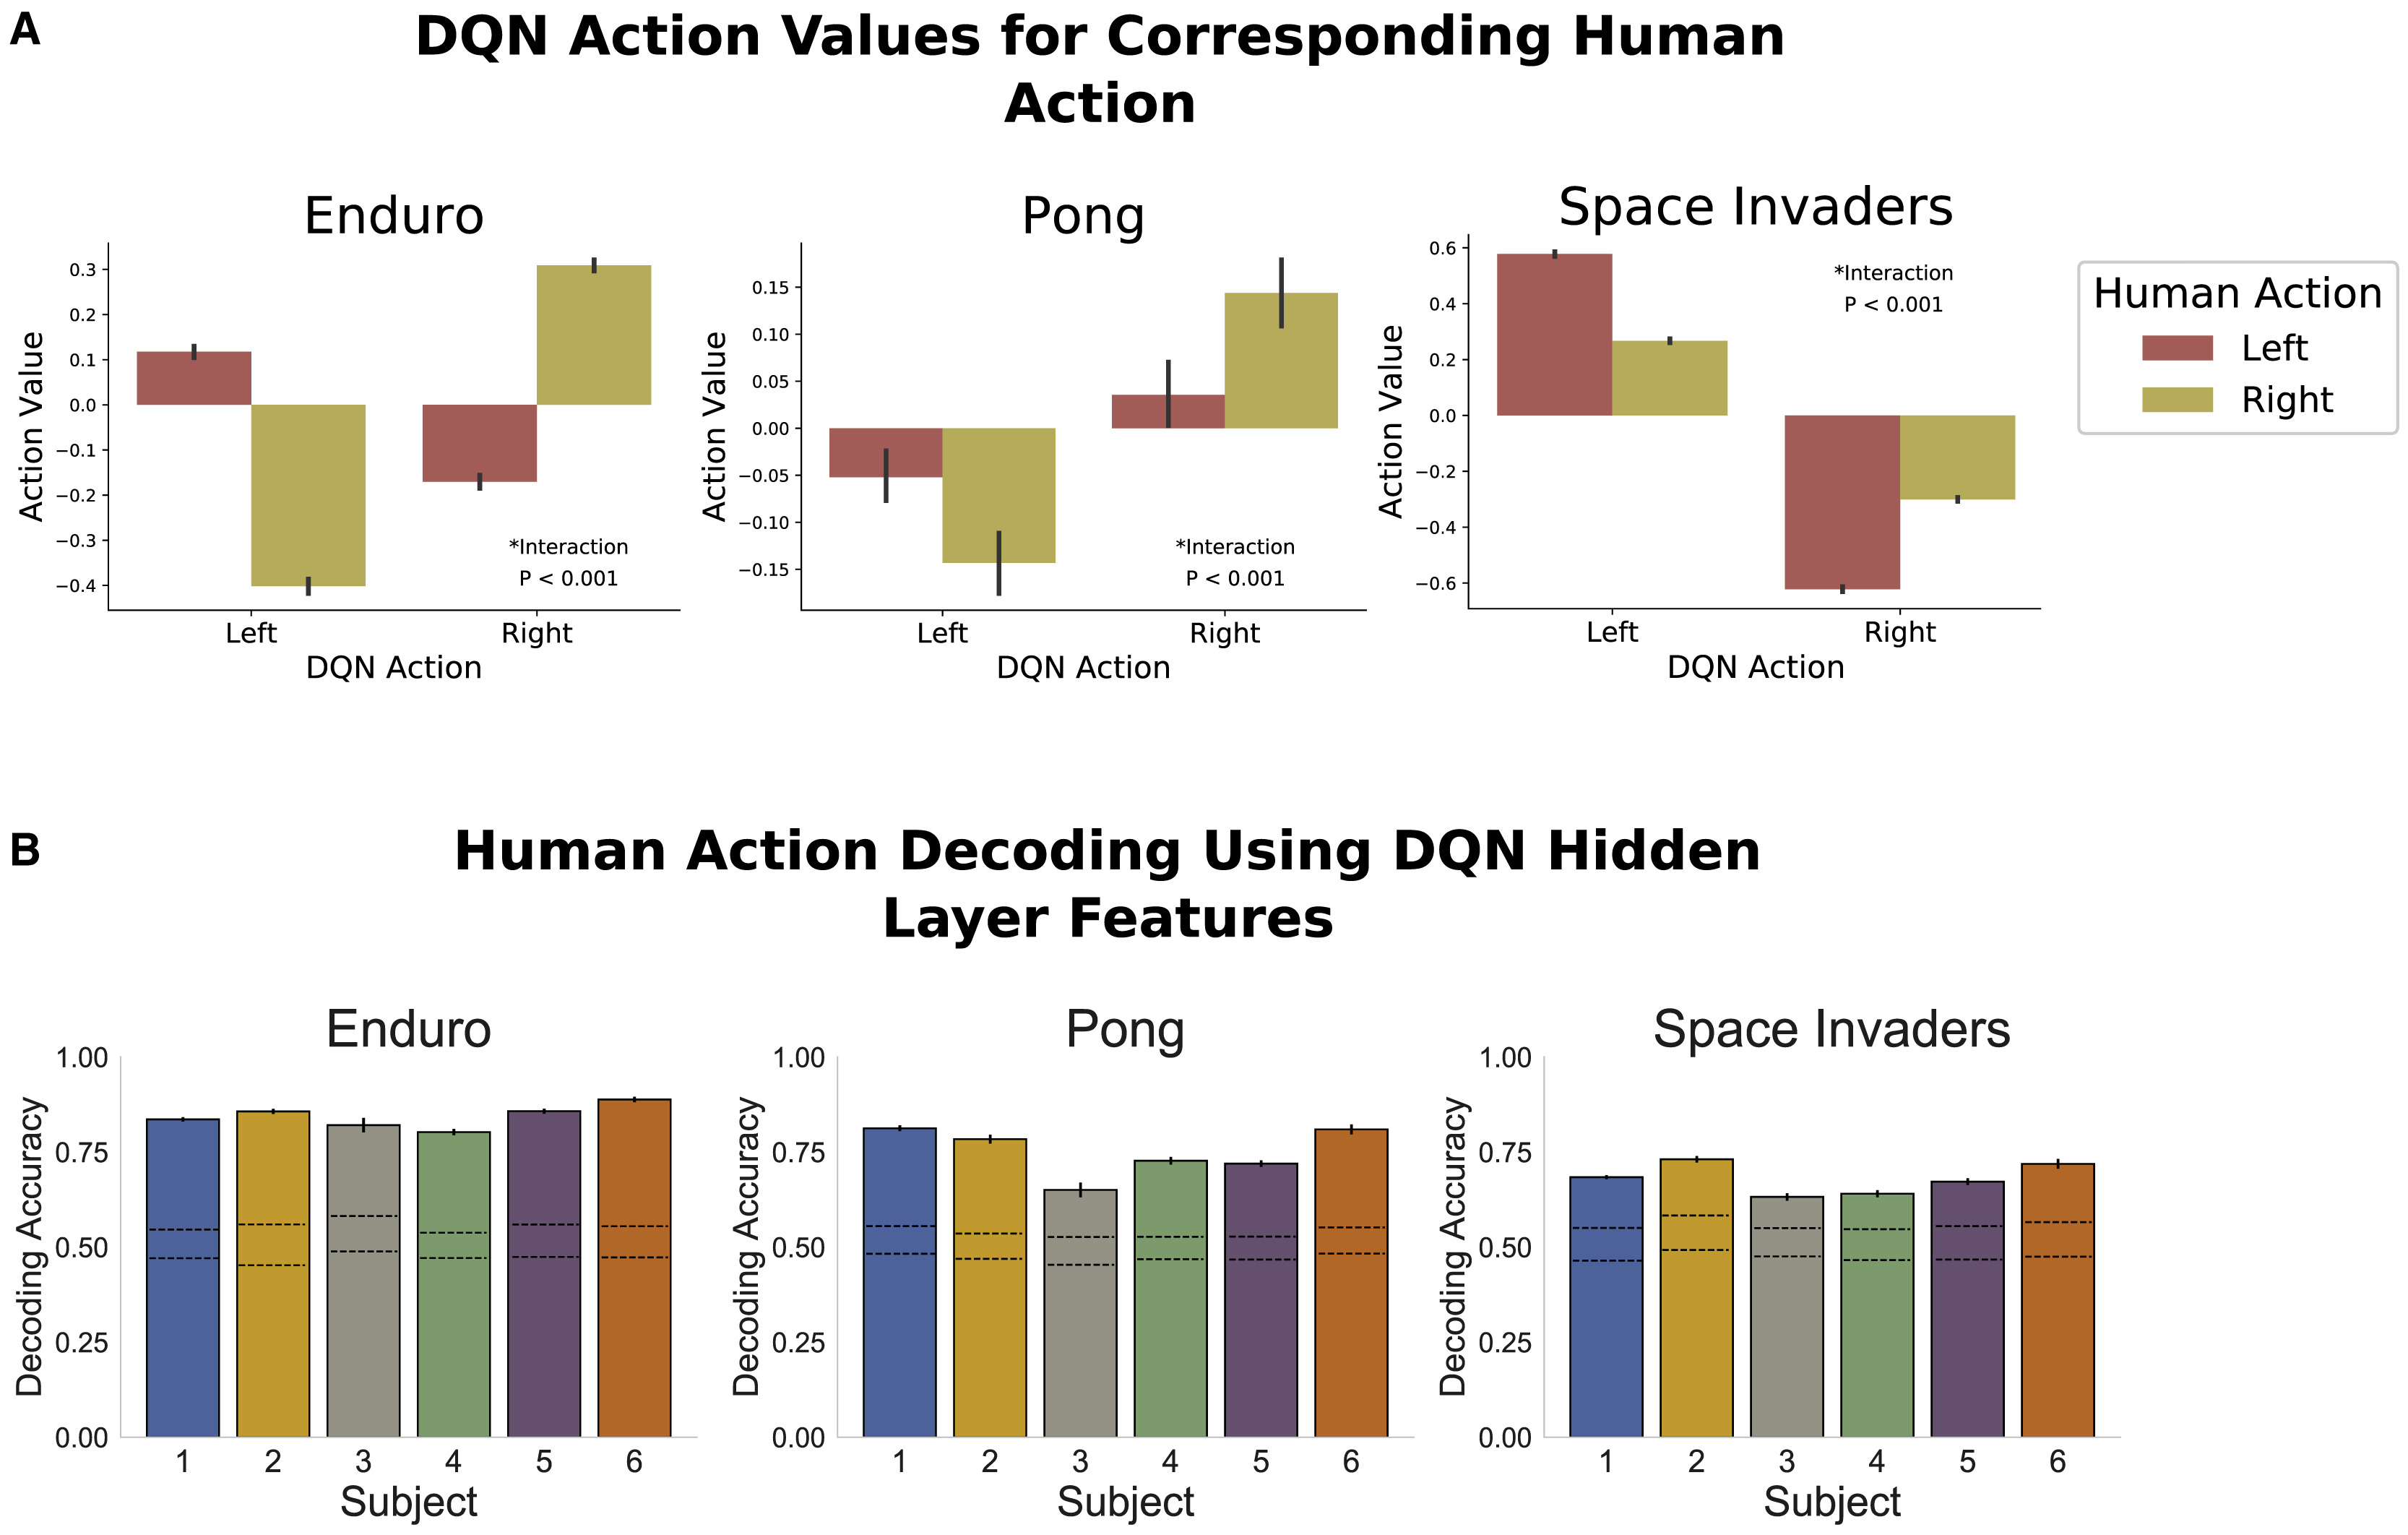 A
DQN Action Values for Corresponding Human
Action
Enduro
Action Value
0.3
0.2
0.1
0.0
−0.1
−0.2
−0.3
−0.4
*Interaction
P < 0.001
Left
Right
DQN Action
Pong
Action Value
0.15
0.10
0.05
0.00
−0.05
−0.10
−0.15
*Interaction
P < 0.001
Left
Right
DQN Action
Space Invaders
Action Value
0.6
0.4
0.2
0.0
−0.2
−0.4
−0.6
*Interaction
P < 0.001
Left
Right
DQN Action
Human Action
Left
Right
B
Human Action Decoding Using DQN Hidden
Layer Features
Enduro
Decoding Accuracy
1.00
0.75
0.50
0.25
0.00
1 2 3 4 5 6
Subject
Pong
Decoding Accuracy
1.00
0.75
0.50
0.25
0.00
1 2 3 4 5 6
Subject
Space Invaders
Decoding Accuracy
1.00
0.75
0.50
0.25
0.00
1 2 3 4 5 6
Subject